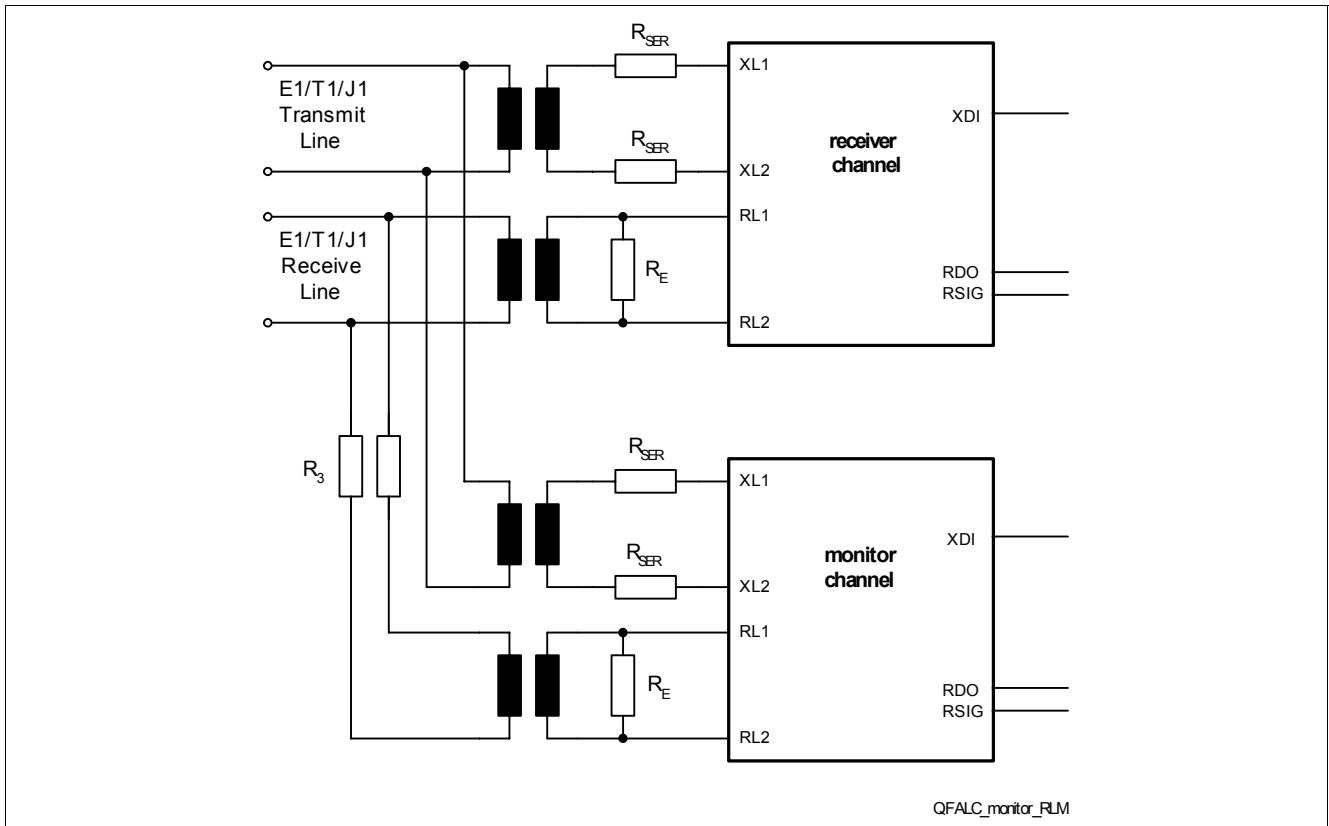 R_SER
XL1
E1/T1/J1
Transmit
Line
XDI
receiver
channel
R_SER
XL2
RL1
E1/T1/J1
Receive
Line
R_E
RDO
RSIG
RL2
R_3
R_SER
XL1
XDI
monitor
channel
R_SER
XL2
RL1
R_E
RDO
RSIG
RL2
QFALC_monitor_RLM